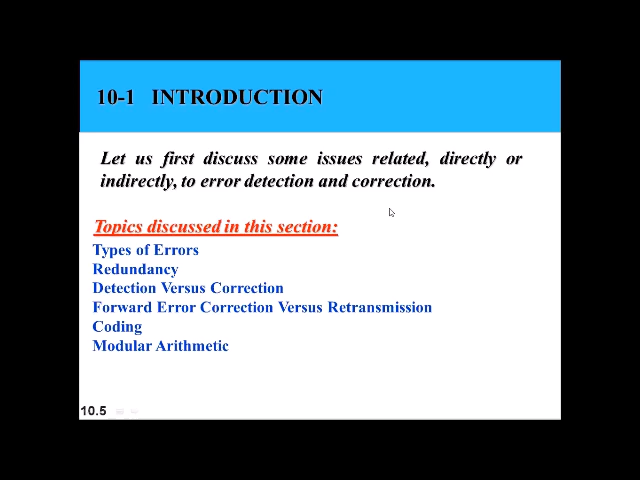 10-1 INTRODUCTION
Let us first discuss some issues related, directly or
indirectly, to error detection and correction.
Topics discussed in this section:
Types of Errors
Redundancy
Detection Versus Correction
Forward Error Correction Versus Retransmission
Coding
Modular Arithmetic
10.5